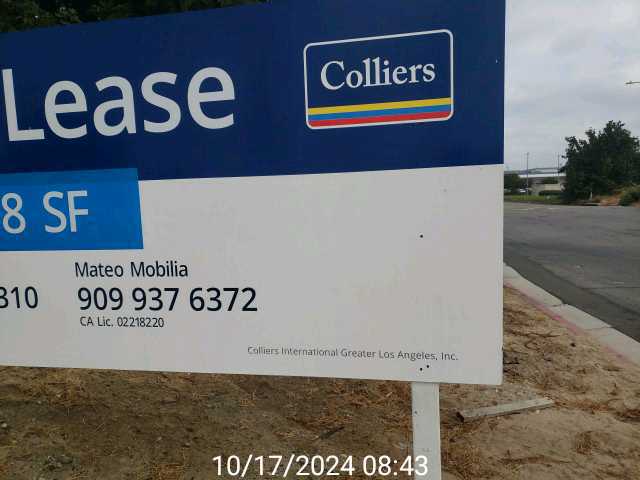 Lease
Colliers
8 SF
Mateo Mobilia
310 909 937 6372
CA Lic. 02218220
Colliers International Greater Los Angeles, Inc.
10/17/2024 08:43